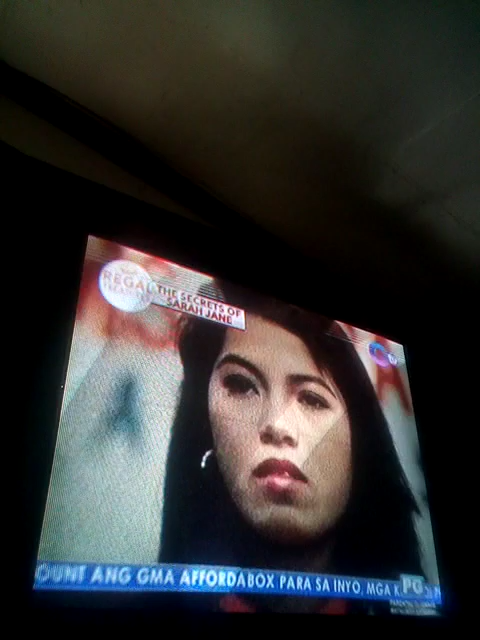 REGAL
THE SECRETS OF
SARAH JANE
OUNT ANG GMA AFFORDABOX PARA SA INYO, MGA K
PG